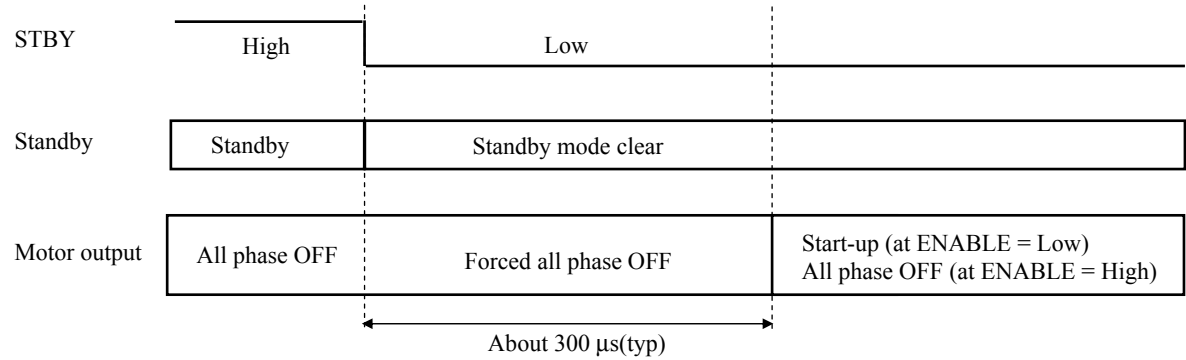 STBY
High
Low
Standby
Standby
Standby mode clear
Motor output
All phase OFF
Forced all phase OFF
Start-up (at ENABLE = Low)
All phase OFF (at ENABLE = High)
About 300 μs(typ)